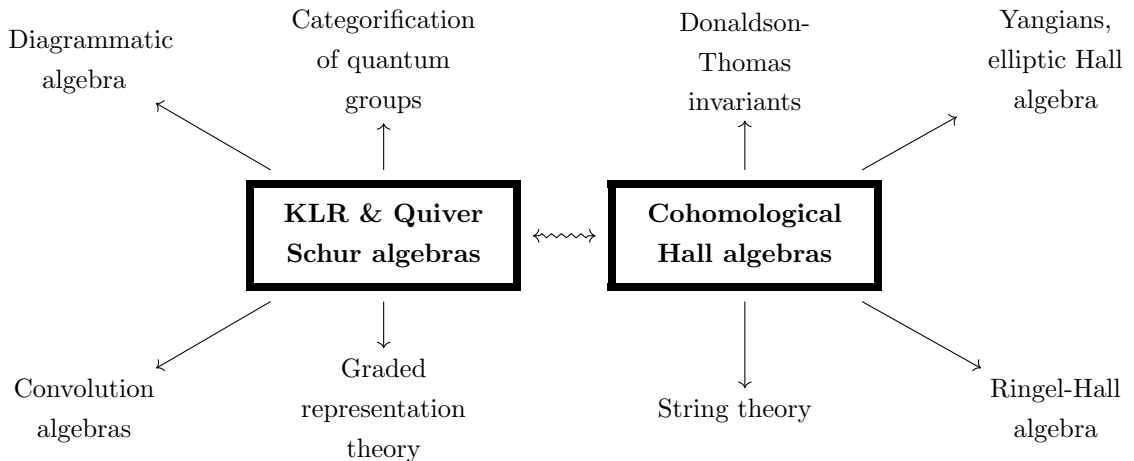 Diagrammatic
algebra
Categorification
of quantum
groups
Donaldson-
Thomas
invariants
Yangians,
elliptic Hall
algebra
KLR & Quiver
Schur algebras
Cohomological
Hall algebras
Convolution
algebras
Graded
representation
theory
String theory
Ringel-Hall
algebra